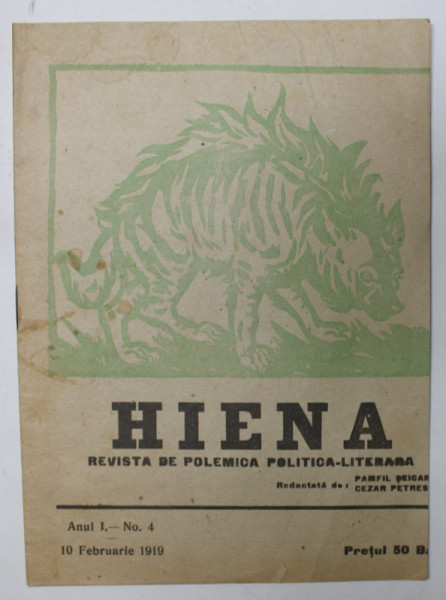 HIENA
REVISTA DE POLEMICA POLITICA-LITERARA
Redactată de: PAMFIL ȘEICAR
CEZAR PETRES
Anul I.— No. 4
10 Februarie 1919
Prețul 50 B